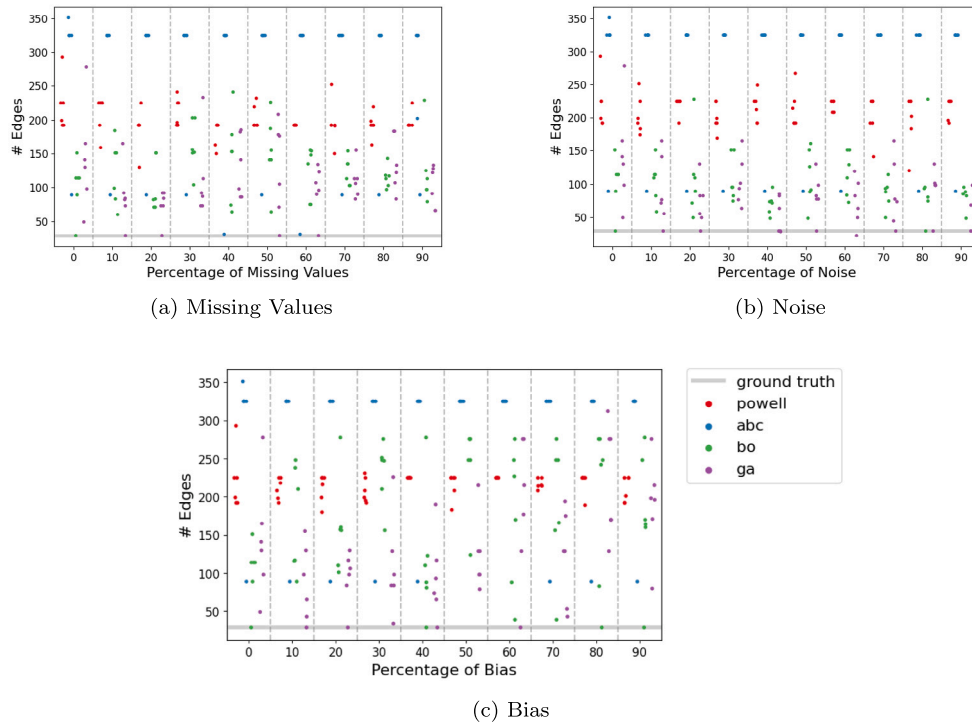 350
300
250
200
150
100
50
# Edges
0 10 20 30 40 50 60 70 80 90
Percentage of Missing Values
(a) Missing Values
350
300
250
200
150
100
50
# Edges
0 10 20 30 40 50 60 70 80 90
Percentage of Noise
(b) Noise
350
300
250
200
150
100
50
# Edges
0 10 20 30 40 50 60 70 80 90
Percentage of Bias
ground truth
powell
abc
bo
ga
(c) Bias